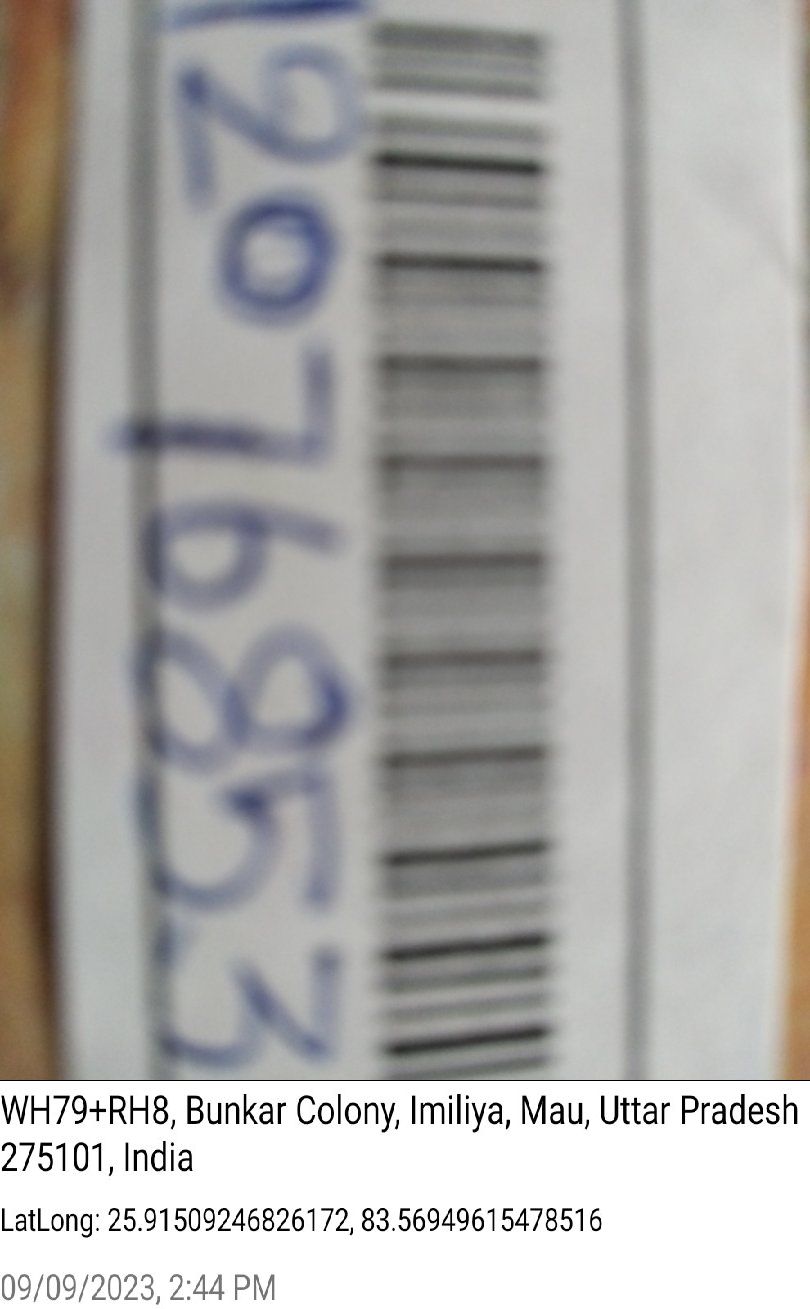 12076853
WH79+RH8, Bunkar Colony, Imiliya, Mau, Uttar Pradesh
275101, India
LatLong: 25.91509246826172, 83.56949615478516
09/09/2023, 2:44 PM